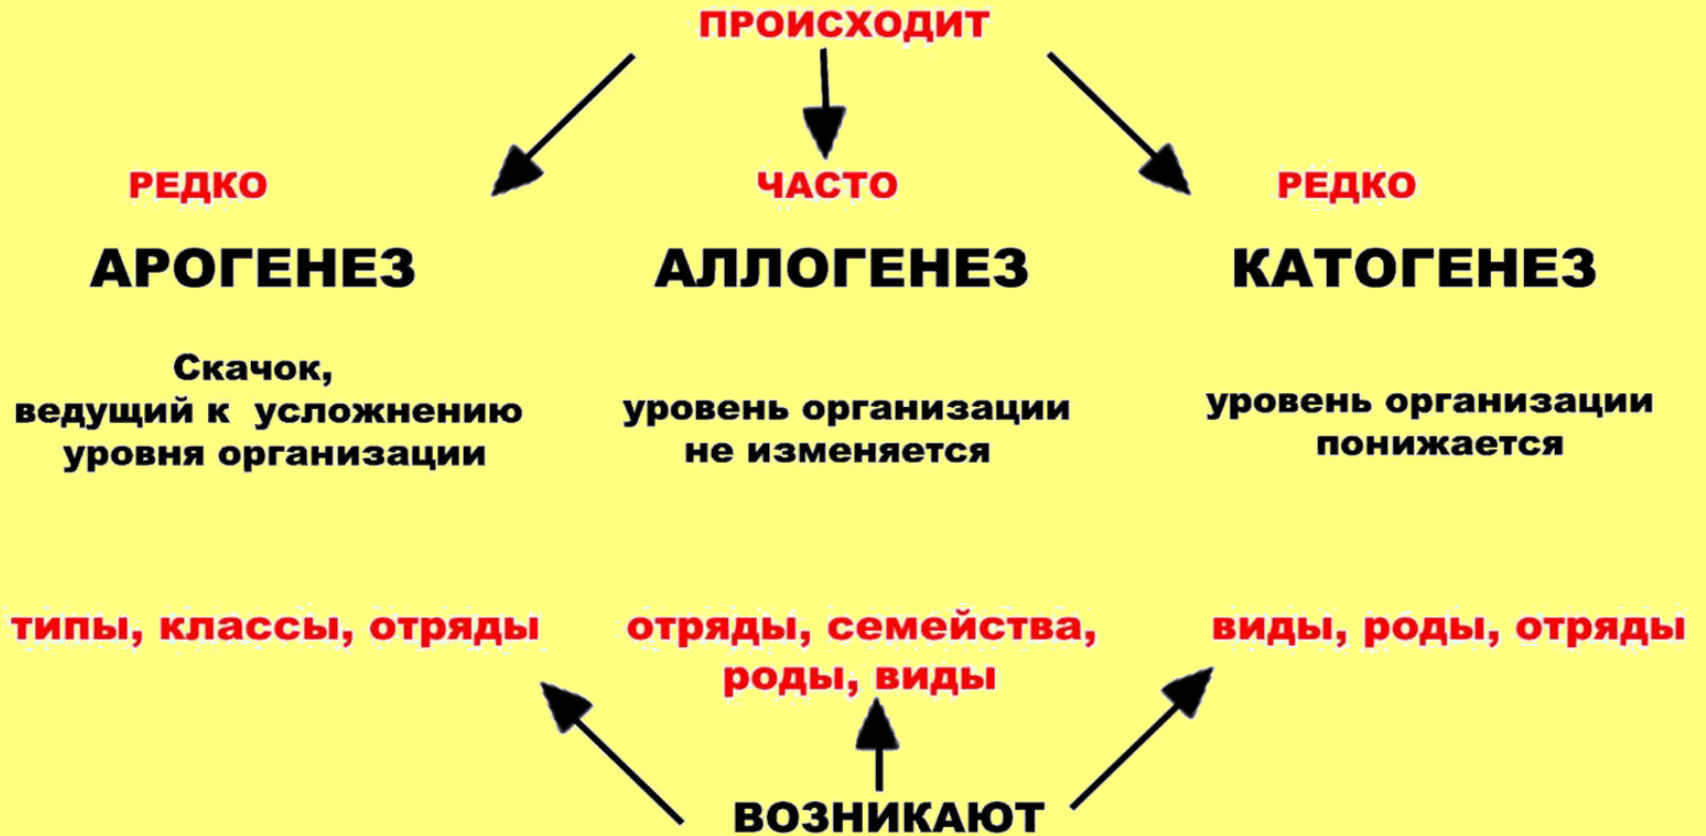 ПРОИСХОДИТ
РЕДКО
ЧАСТО
РЕДКО
АРОГЕНЕЗ
АЛЛОГЕНЕЗ
КАТОГЕНЕЗ
Скачок,
ведущий к усложнению
уровня организации
уровень организации
не изменяется
уровень организации
понижается
типы, классы, отряды
отряды, семейства,
роды, виды
виды, роды, отряды
ВОЗНИКАЮТ